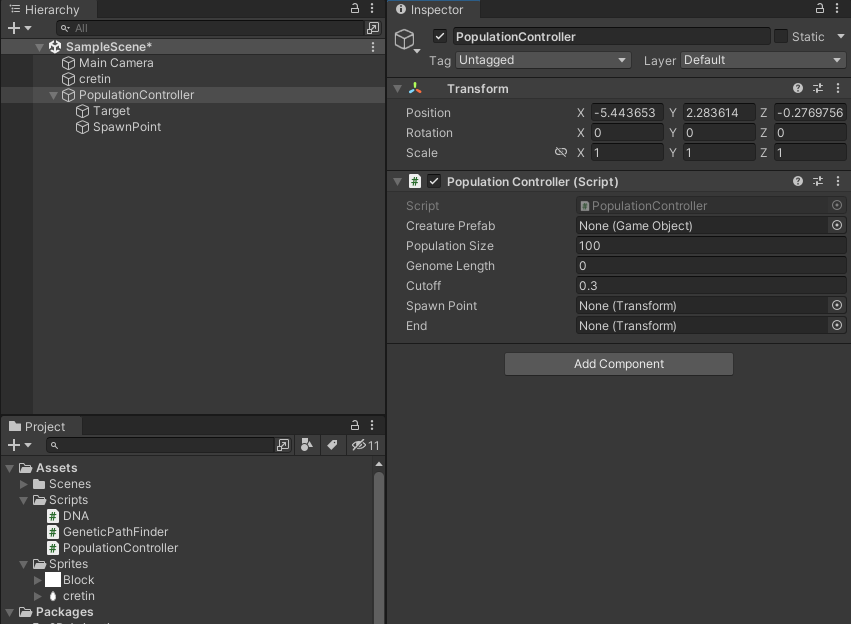 Hierarchy
All
SampleScene*
Main Camera
cretin
PopulationController
Target
SpawnPoint
Project
11
Assets
Scenes
Scripts
DNA
GeneticPathFinder
PopulationController
Sprites
Block
cretin
Packages
Inspector
PopulationController Static
Tag Untagged Layer Default
Transform
Position X -5.443653 Y 2.283614 Z -0.2769756
Rotation X 0 Y 0 Z 0
Scale X 1 Y 1 Z 1
# Population Controller (Script)
Script PopulationController
Creature Prefab None (Game Object)
Population Size 100
Genome Length 0
Cutoff 0.3
Spawn Point None (Transform)
End None (Transform)
Add Component